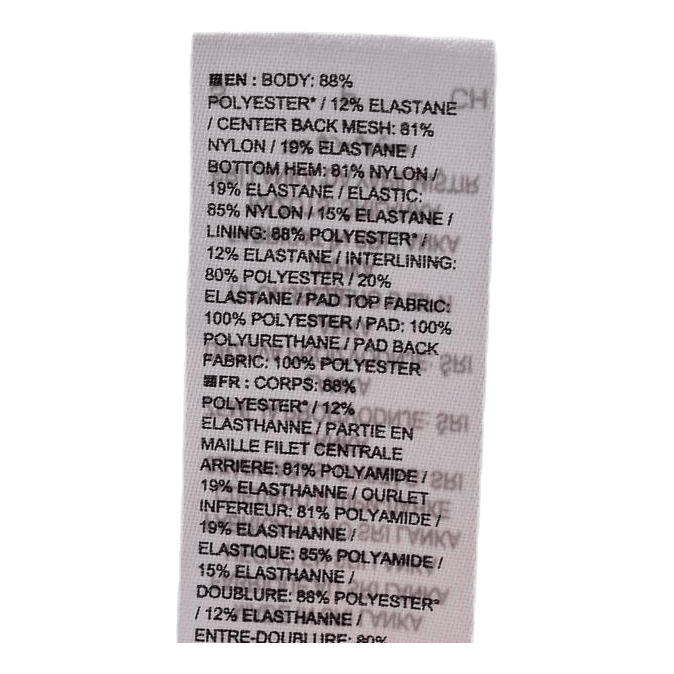 EN : BODY: 88%
POLYESTER* / 12% ELASTANE
/ CENTER BACK MESH: 81%
NYLON / 19% ELASTANE /
BOTTOM HEM: 81% NYLON /
19% ELASTANE / ELASTIC:
85% NYLON / 15% ELASTANE /
LINING: 88% POLYESTER* /
12% ELASTANE / INTERLINING:
80% POLYESTER / 20%
ELASTANE / PAD TOP FABRIC:
100% POLYESTER / PAD: 100%
POLYURETHANE / PAD BACK
FABRIC: 100% POLYESTER
FR : CORPS: 88%
POLYESTER* / 12%
ELASTHANNE / PARTIE EN
MAILLE FILET CENTRALE
ARRIERE: 81% POLYAMIDE /
19% ELASTHANNE / OURLET
INFERIEUR: 81% POLYAMIDE /
19% ELASTHANNE /
ELASTIQUE: 85% POLYAMIDE /
15% ELASTHANNE /
DOUBLURE: 88% POLYESTER*
/ 12% ELASTHANNE /
ENTRE-DOUBLURE: 80%